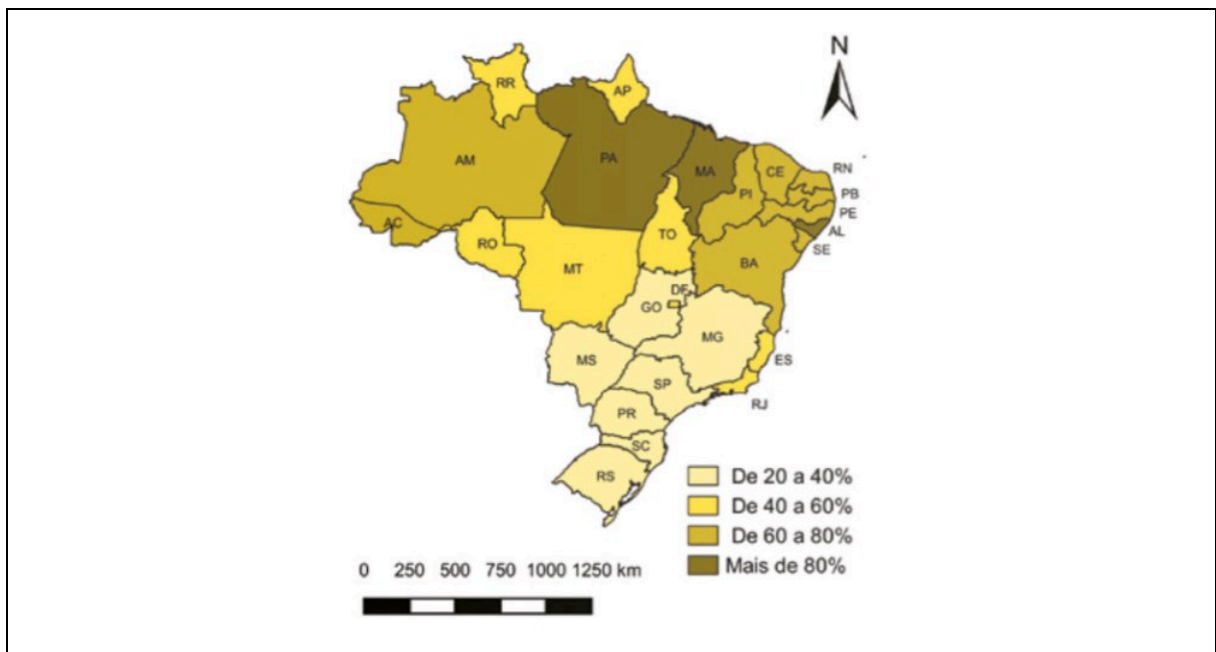 N
RR
AP
AM
PA
MA
CE
RN
PI
PB
PE
AC
AL
TO
SE
RO
BA
MT
DF
GO
MG
MS
ES
SP
RJ
PR
SC
RS
De 20 a 40%
De 40 a 60%
De 60 a 80%
Mais de 80%
0 250 500 750 1000 1250 km